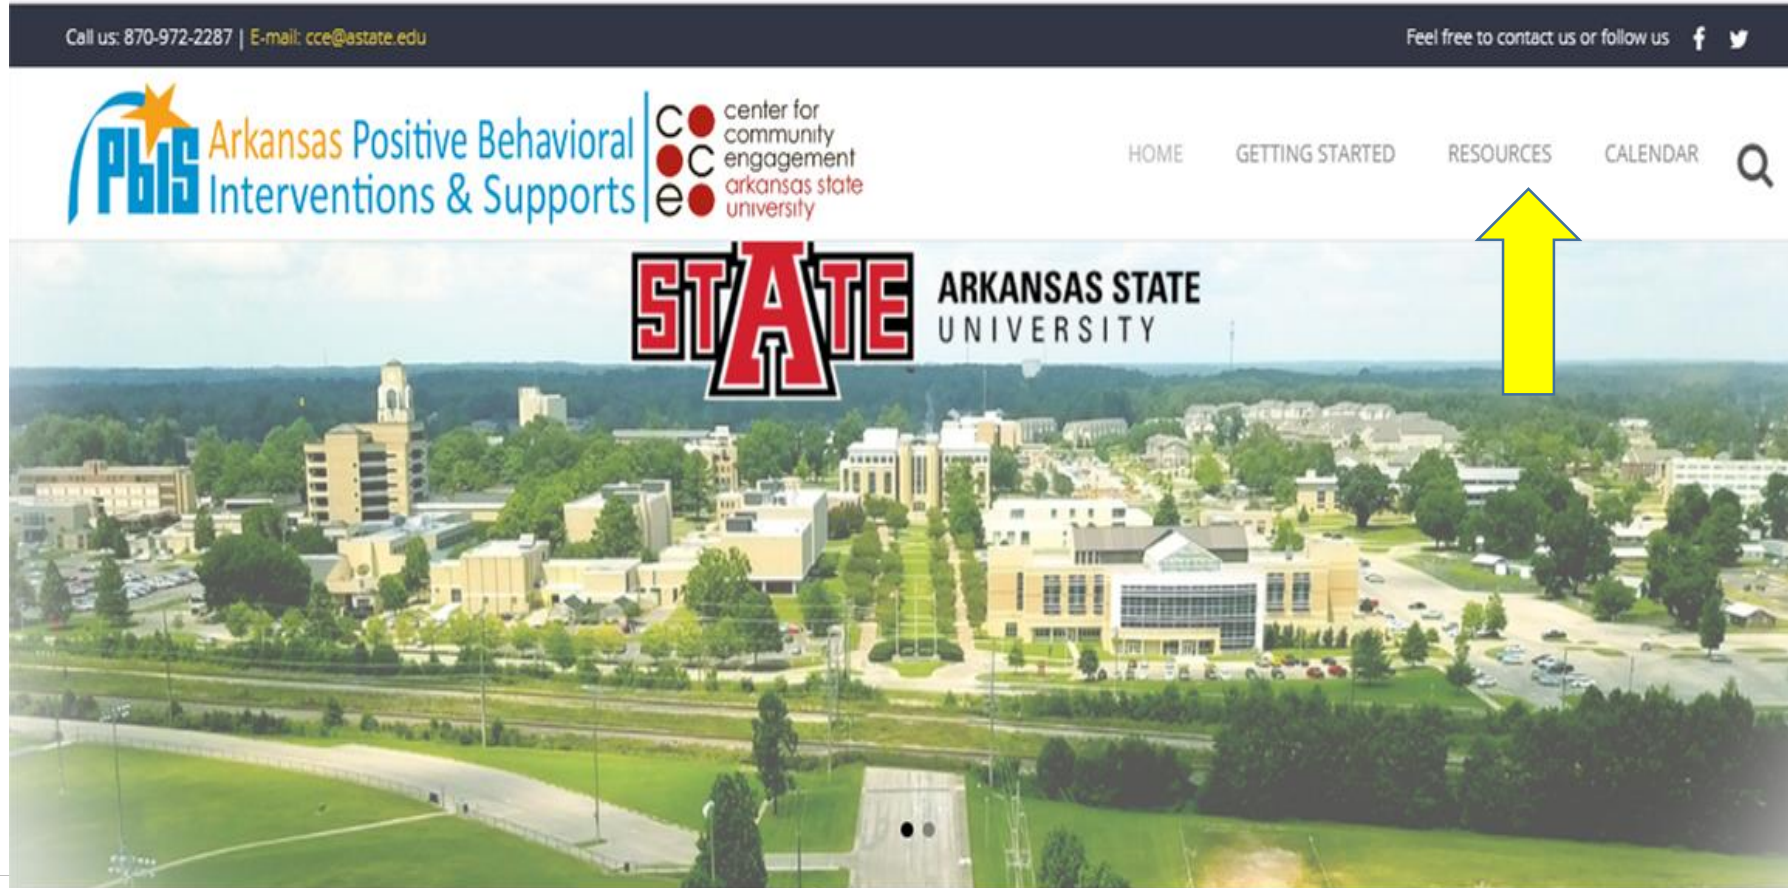 Call us: 870-972-2287 | E-mail: cce@astate.edu
Feel free to contact us or follow us
PbIS
Arkansas Positive Behavioral
Interventions & Supports
c
c
e
center for
community
engagement
arkansas state
university
HOME GETTING STARTED RESOURCES CALENDAR
STATE
ARKANSAS STATE
UNIVERSITY